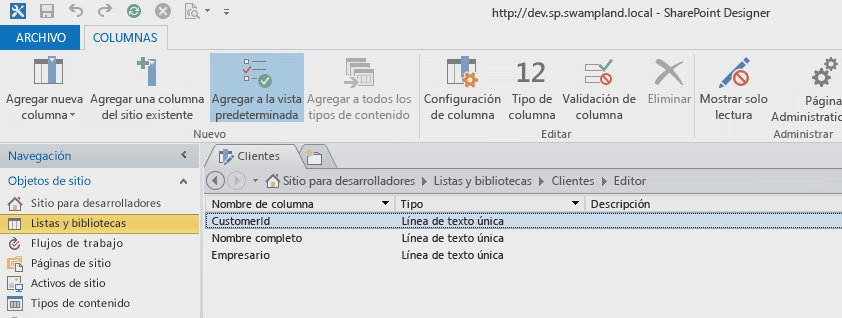 http://dev.sp.swampland.local - SharePoint Designer
ARCHIVO COLUMNAS
Agregar nueva columna
Agregar una columna del sitio existente
Agregar a la vista predeterminada
Agregar a todos los tipos de contenido
Configuración de columna
12
Tipo de columna
Validación de columna
Eliminar
Mostrar solo lectura
Página
Administratio
Nuevo Editar Administrar
Navegación
Clientes
Objetos de sitio
Sitio para desarrolladores Listas y bibliotecas Clientes Editor
Sitio para desarrolladores
Listas y bibliotecas
Flujos de trabajo
Páginas de sitio
Activos de sitio
Tipos de contenido
Nombre de columna Tipo Descripción
CustomerId Línea de texto única
Nombre completo Línea de texto única
Empresario Línea de texto única